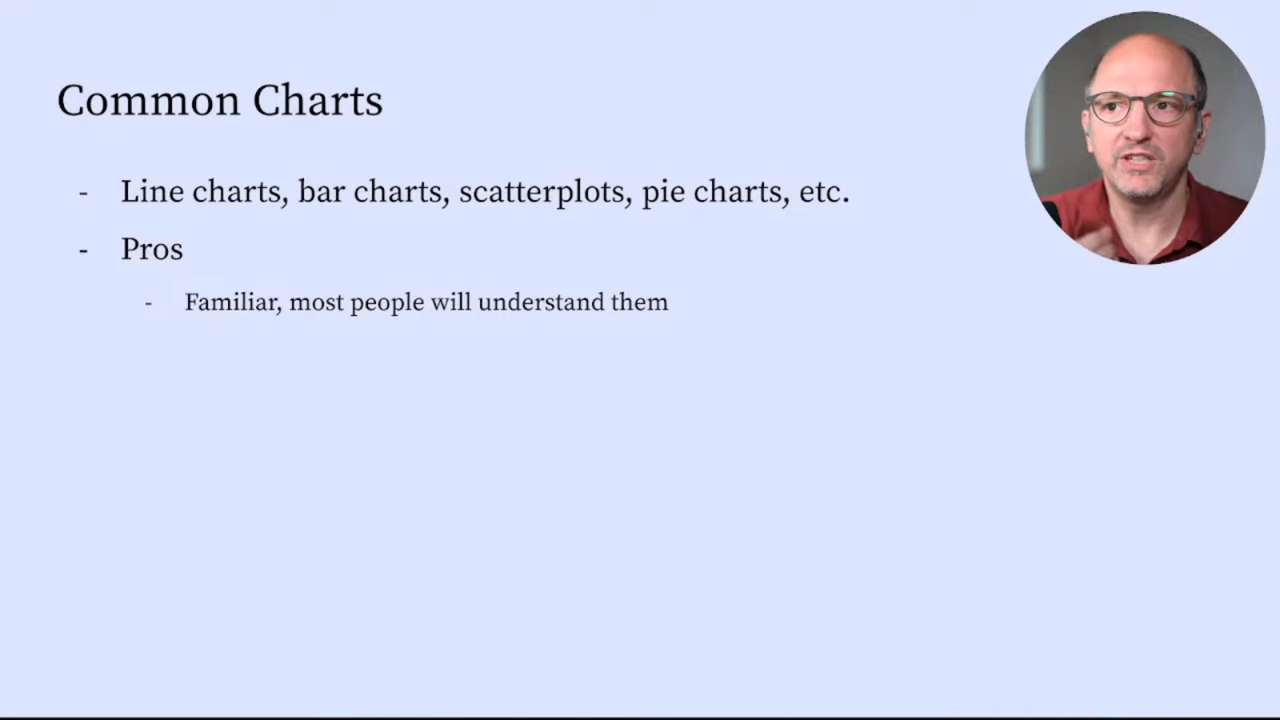 Common Charts
- Line charts, bar charts, scatterplots, pie charts, etc.
- Pros
- Familiar, most people will understand them